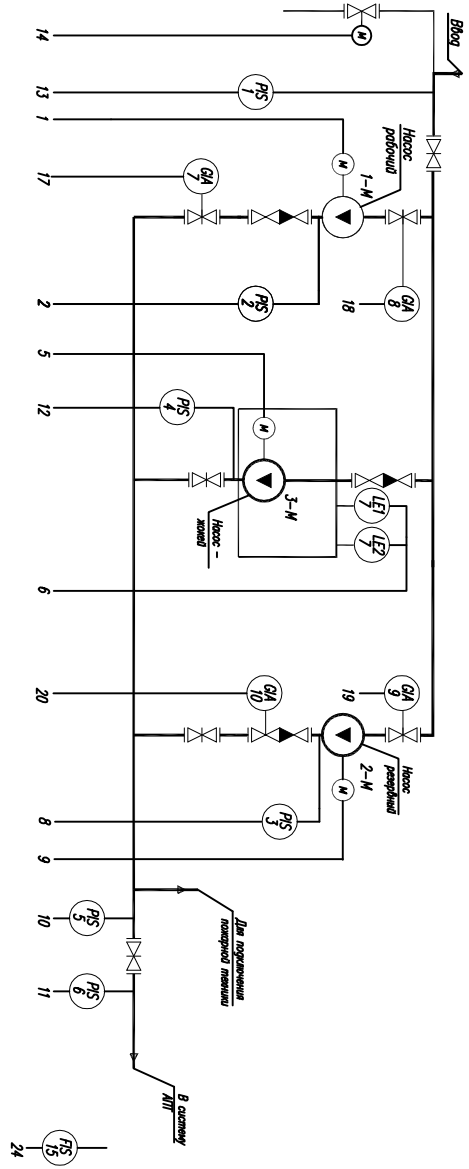 Ввод
Насос
рабочий
1-М
Насос
резервный
2-М
GIA
8
18
GIA
9
19
М
LE1
7
LE2
7
М
М
3-М
PIS
3
PIS
1
PIS
2
М
GIA
10
Насос -
жокей
Для подключения
пожарной техники
GIA
7
PIS
4
В систему
АПТ
PIS
5
PIS
6
FIS
15
14
13
1
17
2
5
12
6
20
8
9
10
11
24